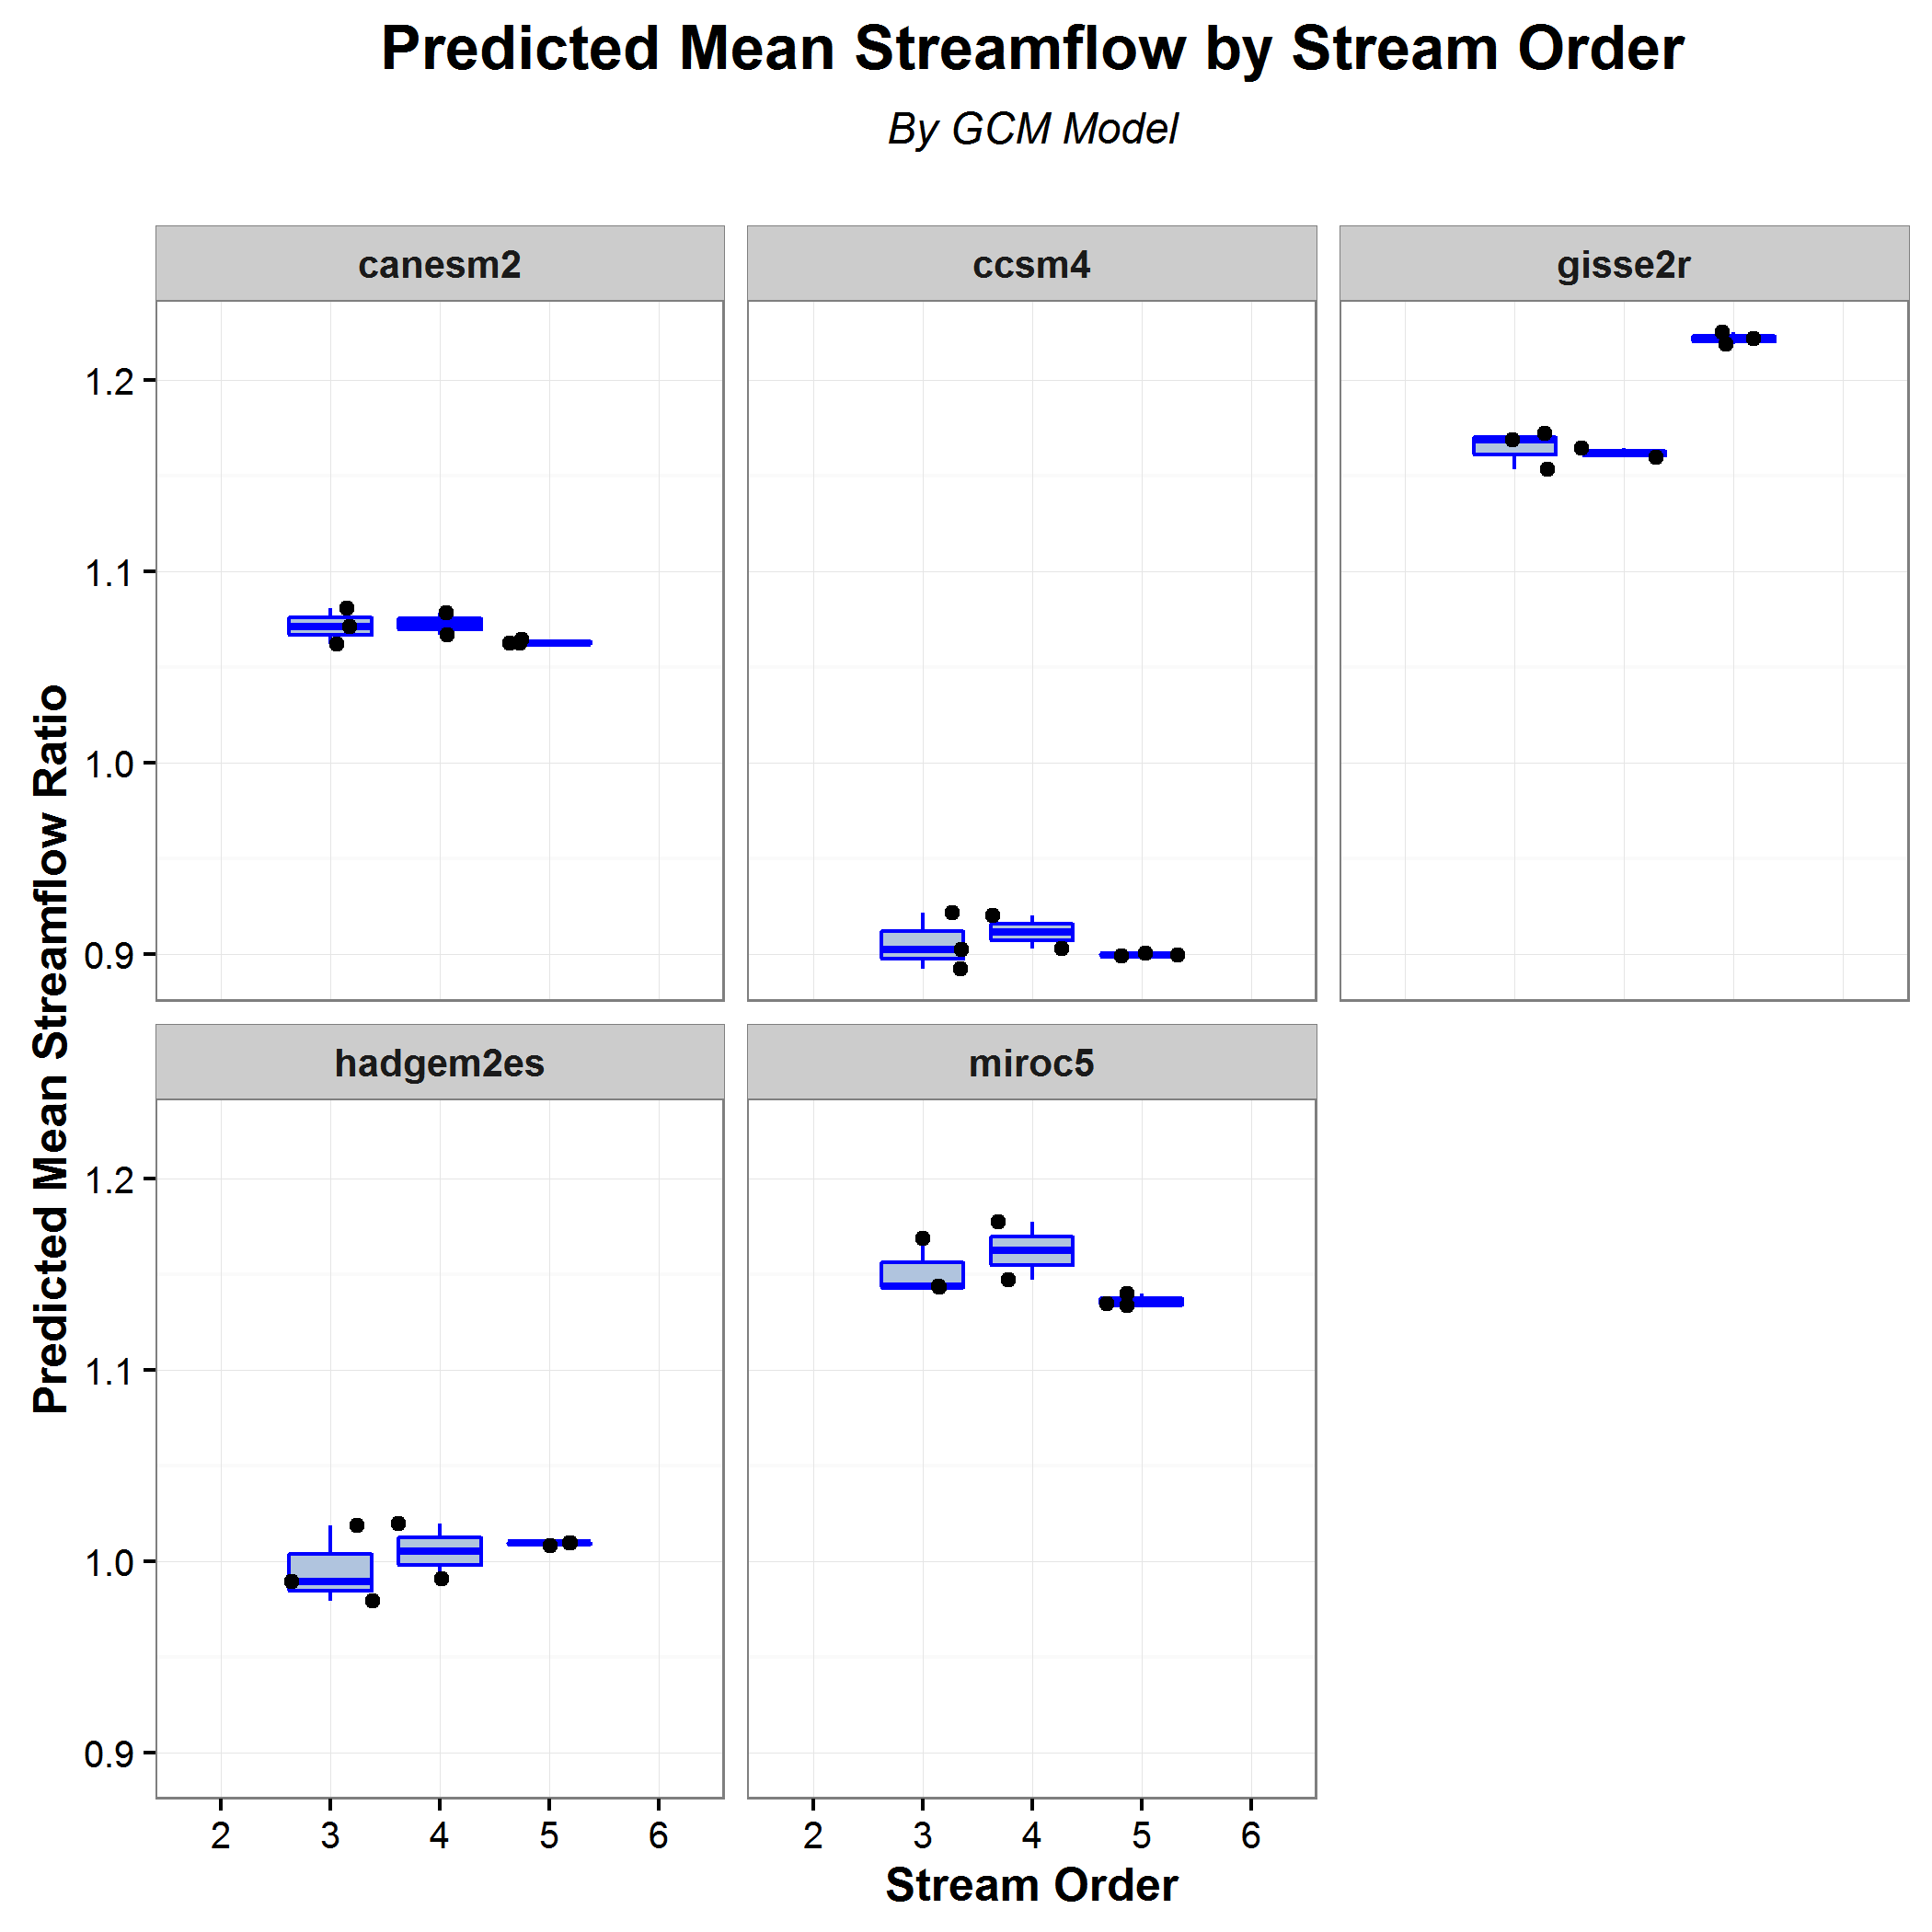 Predicted Mean Streamflow by Stream Order
By GCM Model
canesm2
ccsm4
gisse2r
1.2
1.1
1.0
0.9
Predicted Mean Streamflow Ratio
hadgem2es
miroc5
1.2
1.1
1.0
0.9
2 3 4 5 6
2 3 4 5 6
Stream Order